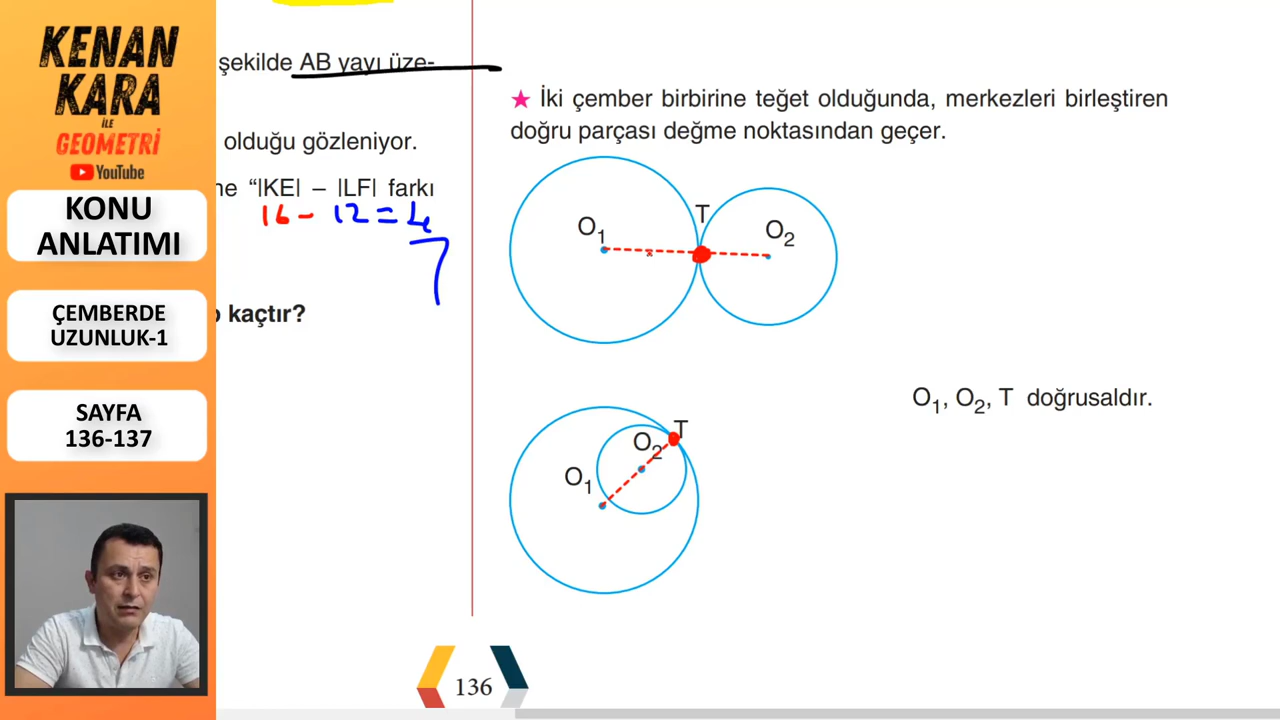 KENAN
KARA
İLE
GEOMETRİ
YouTube
KONU
ANLATIMI
ÇEMBERDE
UZUNLUK-1
SAYFA
136-137
şekilde AB yayı üze-
olduğu gözleniyor.
ne “|KE| – |LF| farkı
16 - 12 = 4
kaçtır?
★ İki çember birbirine teğet olduğunda, merkezleri birleştiren
doğru parçası değme noktasından geçer.
O1
T
O2
O1, O2, T doğrusaldır.
T
O2
O1
136